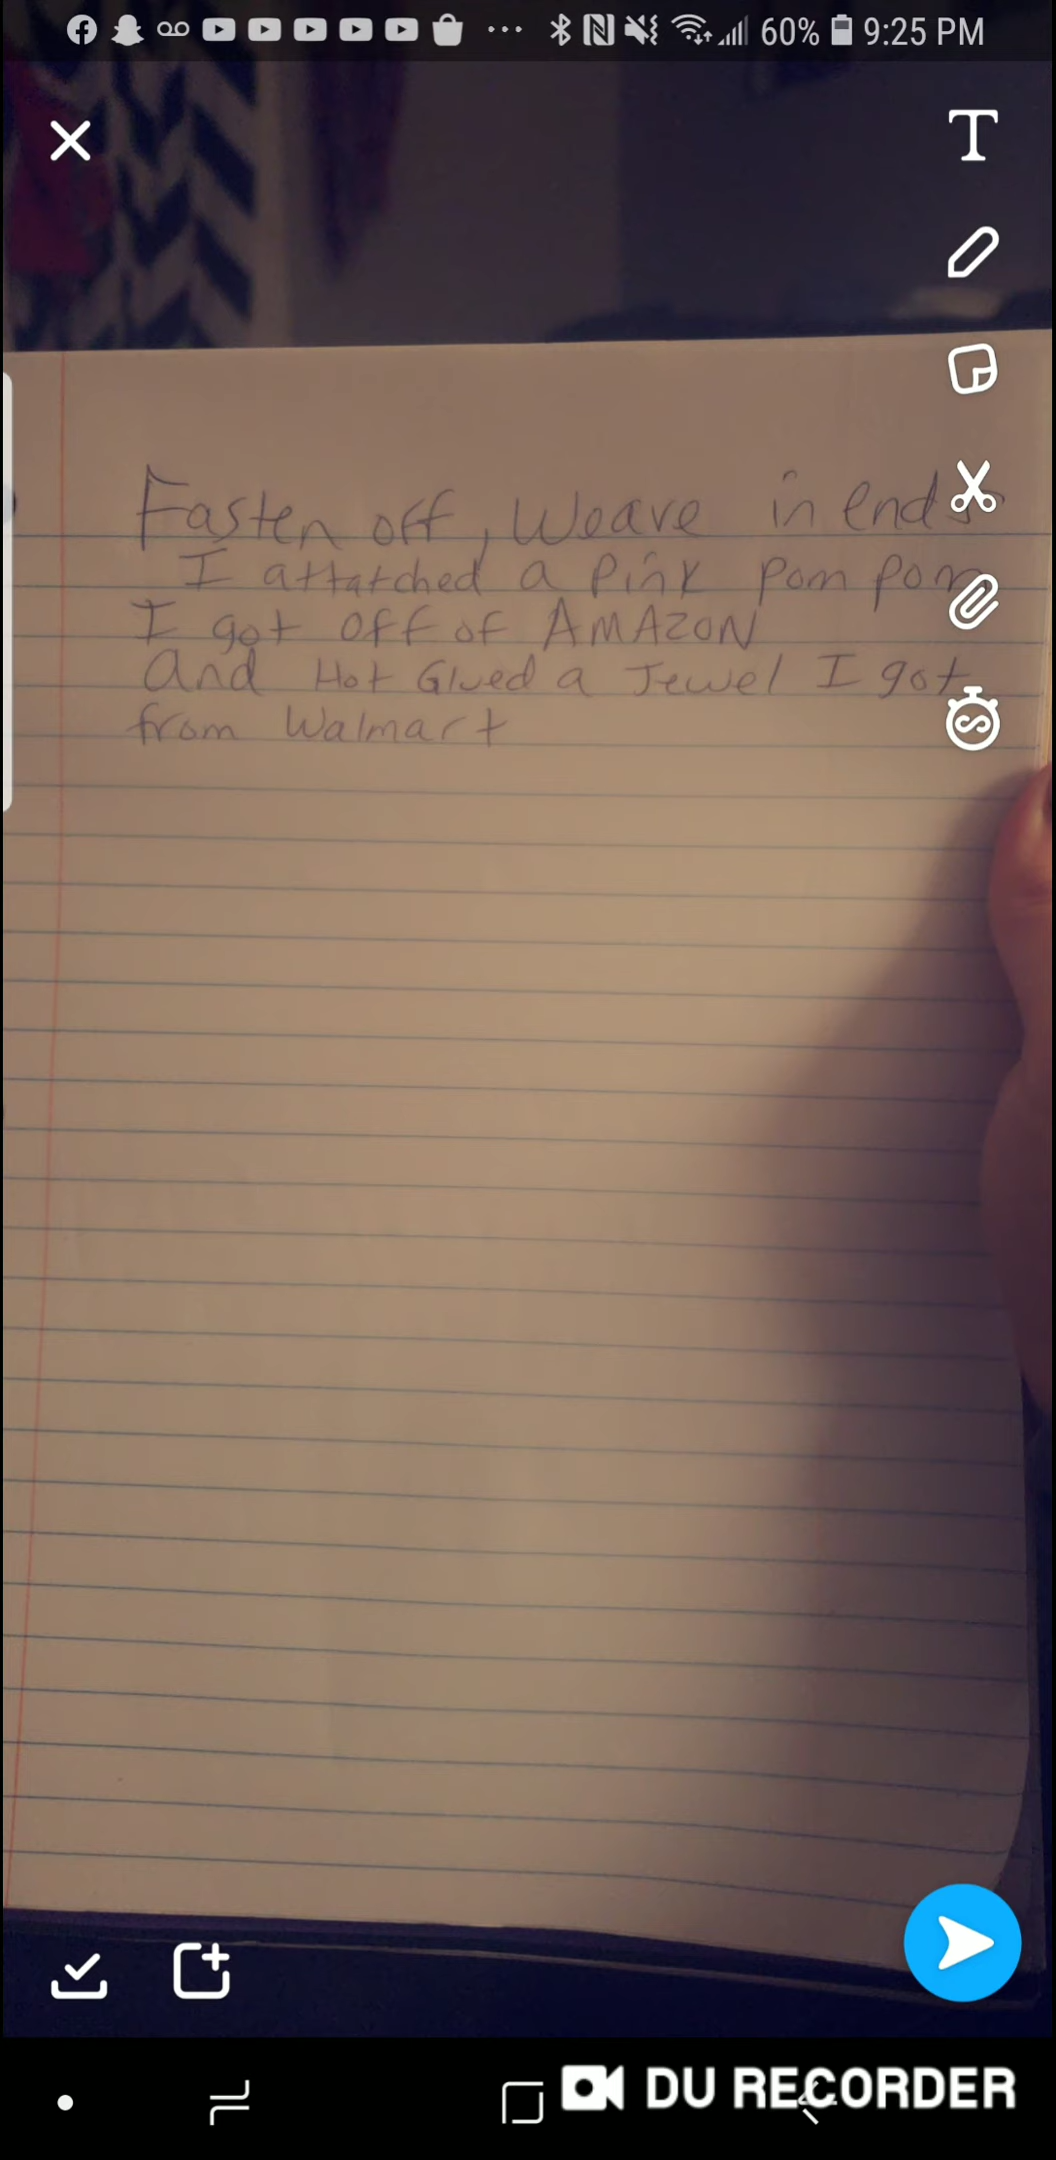 60% 9:25 PM
T
Fasten off, Weave in ends
I attatched a Pink Pom Pom
I got OFF of AMAZON
and Hot Glued a Jewel I got
from Walmart
DU RECORDER